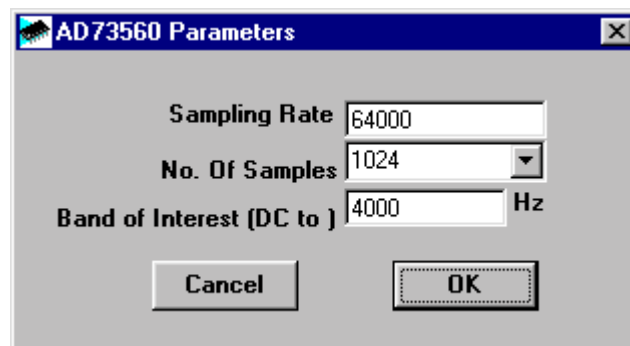 AD73560 Parameters
Sampling Rate 64000
No. Of Samples 1024
Band of Interest (DC to ) 4000 Hz
Cancel OK